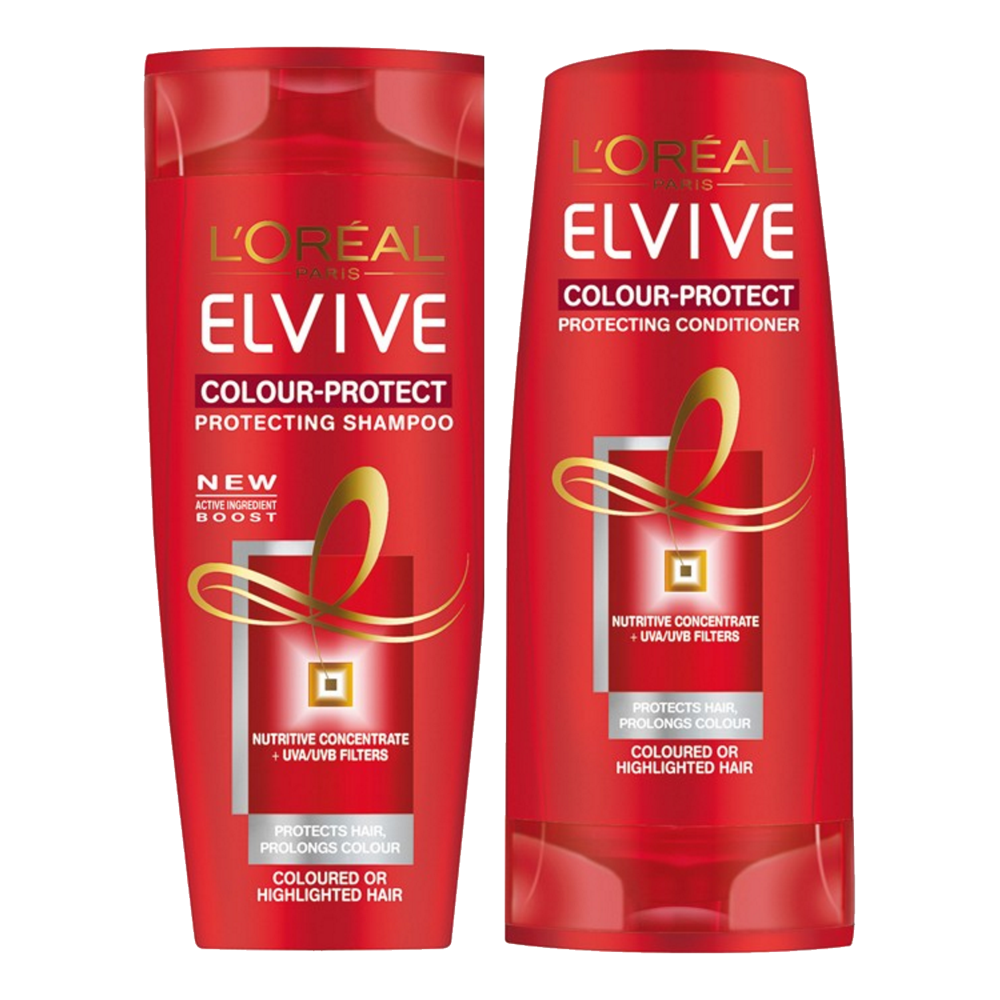 L'ORÉAL
PARIS
ELVIVE
COLOUR-PROTECT
PROTECTING SHAMPOO
NEW
ACTIVE INGREDIENT
BOOST
NUTRITIVE CONCENTRATE
+ UVA/UVB FILTERS
PROTECTS HAIR,
PROLONGS COLOUR
COLOURED OR
HIGHLIGHTED HAIR
L'ORÉAL
PARIS
ELVIVE
COLOUR-PROTECT
PROTECTING CONDITIONER
NUTRITIVE CONCENTRATE
+ UVA/UVB FILTERS
PROTECTS HAIR,
PROLONGS COLOUR
COLOURED OR
HIGHLIGHTED HAIR